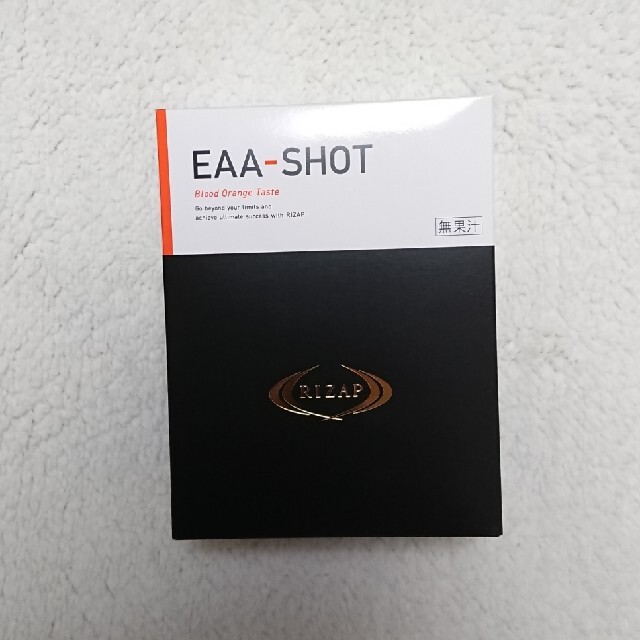 EAA-SHOT
Blood Orange Taste
Go beyond your limits and
achieve ultimate success with RIZAP
無果汁
RIZAP